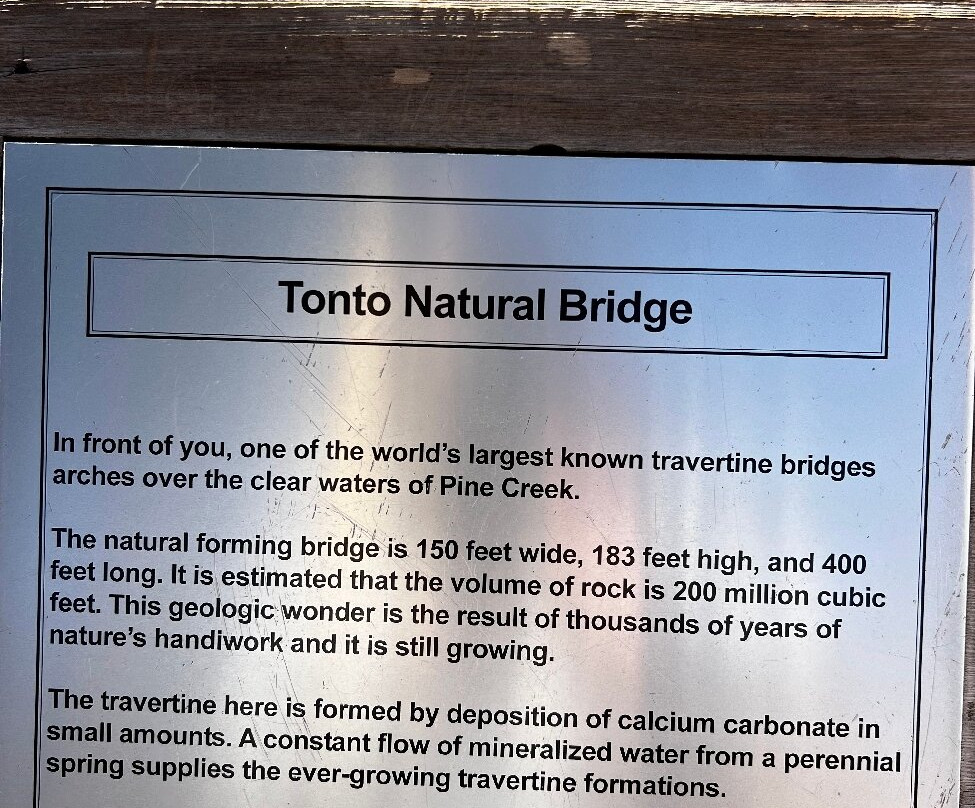 Tonto Natural Bridge
In front of you, one of the world's largest known travertine bridges
arches over the clear waters of Pine Creek.
The natural forming bridge is 150 feet wide, 183 feet high, and 400
feet long. It is estimated that the volume of rock is 200 million cubic
feet. This geologic wonder is the result of thousands of years of
nature's handiwork and it is still growing.
The travertine here is formed by deposition of calcium carbonate in
small amounts. A constant flow of mineralized water from a perennial
spring supplies the ever-growing travertine formations.